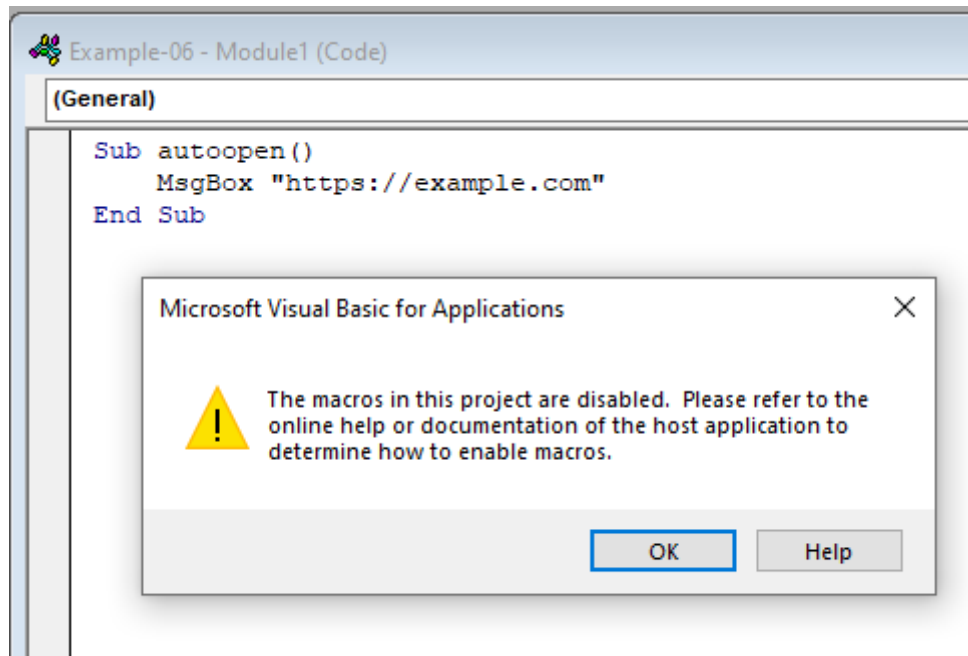 Example-06 - Module1 (Code)
(General)
Sub autoopen()
MsgBox "https://example.com"
End Sub
Microsoft Visual Basic for Applications
The macros in this project are disabled.  Please refer to the
online help or documentation of the host application to
determine how to enable macros.
OK
Help